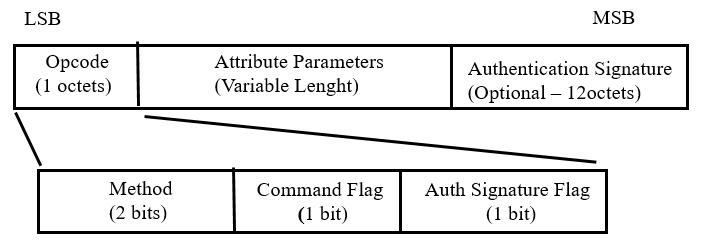 LSB
MSB
Opcode
(1 octets)
Attribute Parameters
(Variable Lenght)
Authentication Signature
(Optional – 12octets)
Method
(2 bits)
Command Flag
(1 bit)
Auth Signature Flag
(1 bit)